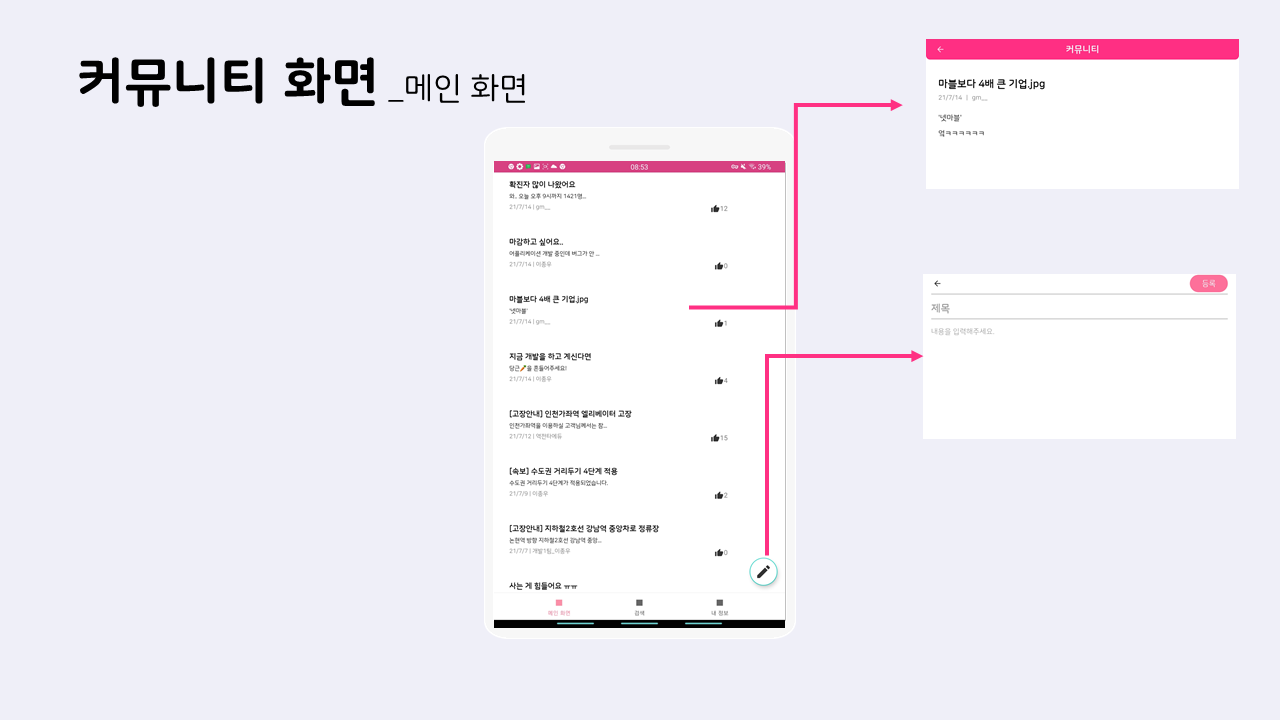 커뮤니티 화면 _메인 화면
08:53
39%
확진자 많이 나왔어요
와.. 오늘 오후 9시까지 1421명...
21/7/14 | gm__
12
마감하고 싶어요..
어플리케이션 개발 중인데 버그가 안 ...
21/7/14 | 이종우
0
마블보다 4배 큰 기업.jpg
'넷마블'
21/7/14 | gm__
1
지금 개발을 하고 계신다면
당근🥕을 흔들어주세요!
21/7/14 | 이종우
4
[고장안내] 인천가좌역 엘리베이터 고장
인천가좌역을 이용하실 고객님께서는 참...
21/7/12 | 역전타메듀
15
[속보] 수도권 거리두기 4단계 적용
수도권 거리두기 4단계가 적용되었습니다.
21/7/9 | 이종우
2
[고장안내] 지하철2호선 강남역 중앙차로 정류장
논현역 방향 지하철2호선 강남역 중앙...
21/7/7 | 개발1팀_이종우
0
사는 게 힘들어요 ㅠㅠ
메인 화면
검색
내 정보
커뮤니티
마블보다 4배 큰 기업.jpg
21/7/14 | gm__
'넷마블'
엌ㅋㅋㅋㅋㅋㅋ
등록
제목
내용을 입력해주세요.